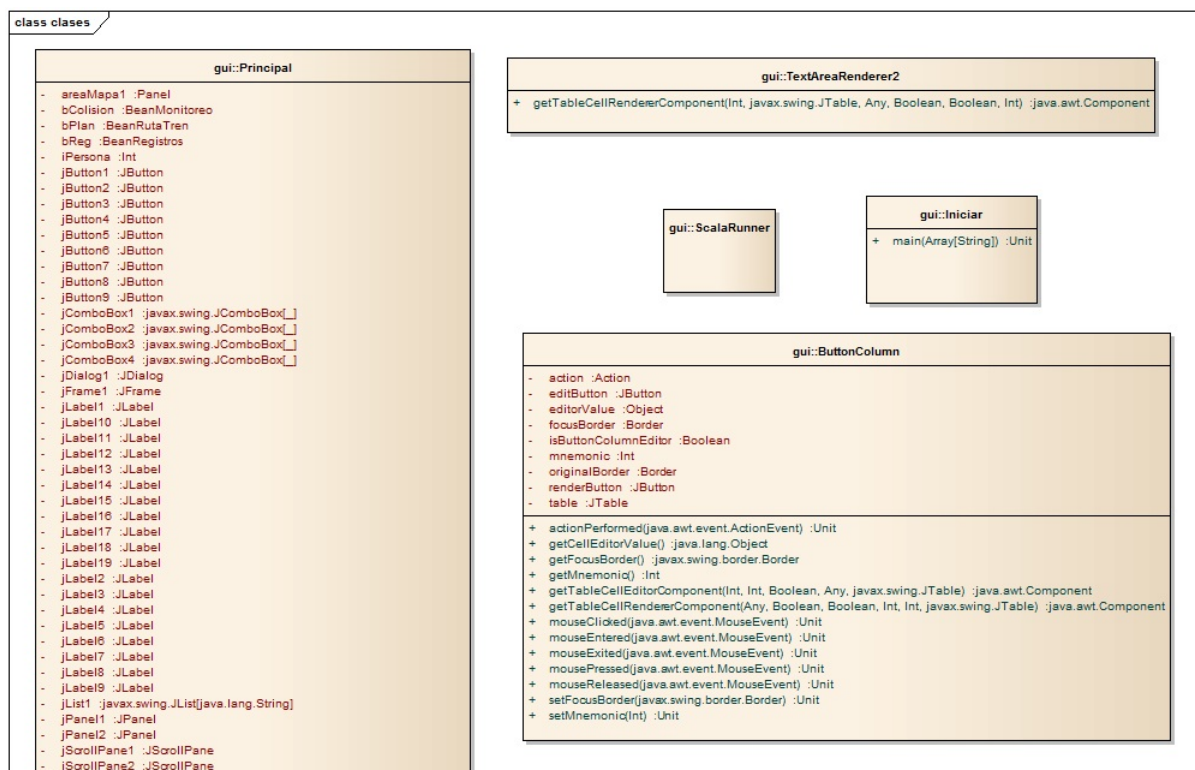 class clases
gui::Principal
- areaMapa1 :Panel
- bColision :BeanMonitoreo
- bPlan :BeanRutaTren
- bReg :BeanRegistros
- iPersona :Int
- jButton1 :JButton
- jButton2 :JButton
- jButton3 :JButton
- jButton4 :JButton
- jButton5 :JButton
- jButton6 :JButton
- jButton7 :JButton
- jButton8 :JButton
- jButton9 :JButton
- jComboBox1 :javax.swing.JComboBox[_]
- jComboBox2 :javax.swing.JComboBox[_]
- jComboBox3 :javax.swing.JComboBox[_]
- jComboBox4 :javax.swing.JComboBox[_]
- jDialog1 :JDialog
- jFrame1 :JFrame
- jLabel1 :JLabel
- jLabel10 :JLabel
- jLabel11 :JLabel
- jLabel12 :JLabel
- jLabel13 :JLabel
- jLabel14 :JLabel
- jLabel15 :JLabel
- jLabel16 :JLabel
- jLabel17 :JLabel
- jLabel18 :JLabel
- jLabel19 :JLabel
- jLabel2 :JLabel
- jLabel3 :JLabel
- jLabel4 :JLabel
- jLabel5 :JLabel
- jLabel6 :JLabel
- jLabel7 :JLabel
- jLabel8 :JLabel
- jLabel9 :JLabel
- jList1 :javax.swing.JList[java.lang.String]
- jPanel1 :JPanel
- jPanel2 :JPanel
- jScrollPane1 :JScrollPane
- jScrollPane2 :JScrollPane
gui::TextAreaRenderer2
+ getTableCellRendererComponent(Int, javax.swing.JTable, Any, Boolean, Boolean, Int) :java.awt.Component
gui::ScalaRunner
gui::Iniciar
+ main(Array[String]) :Unit
gui::ButtonColumn
- action :Action
- editButton :JButton
- editorValue :Object
- focusBorder :Border
- isButtonColumnEditor :Boolean
- mnemonic :Int
- originalBorder :Border
- renderButton :JButton
- table :JTable
+ actionPerformed(java.awt.event.ActionEvent) :Unit
+ getCellEditorValue() :java.lang.Object
+ getFocusBorder() :javax.swing.border.Border
+ getMnemonic() :Int
+ getTableCellEditorComponent(Int, Int, Boolean, Any, javax.swing.JTable) :java.awt.Component
+ getTableCellRendererComponent(Any, Boolean, Boolean, Int, Int, javax.swing.JTable) :java.awt.Component
+ mouseClicked(java.awt.event.MouseEvent) :Unit
+ mouseEntered(java.awt.event.MouseEvent) :Unit
+ mouseExited(java.awt.event.MouseEvent) :Unit
+ mousePressed(java.awt.event.MouseEvent) :Unit
+ mouseReleased(java.awt.event.MouseEvent) :Unit
+ setFocusBorder(javax.swing.border.Border) :Unit
+ setMnemonic(Int) :Unit